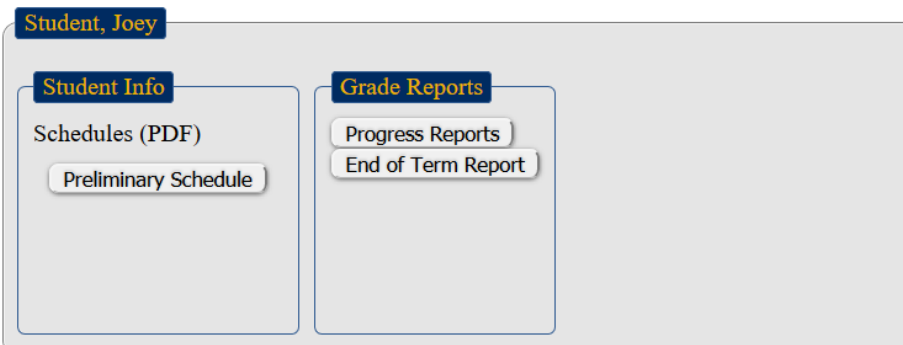 Student, Joey
Student Info
Schedules (PDF)
Preliminary Schedule
Grade Reports
Progress Reports
End of Term Report